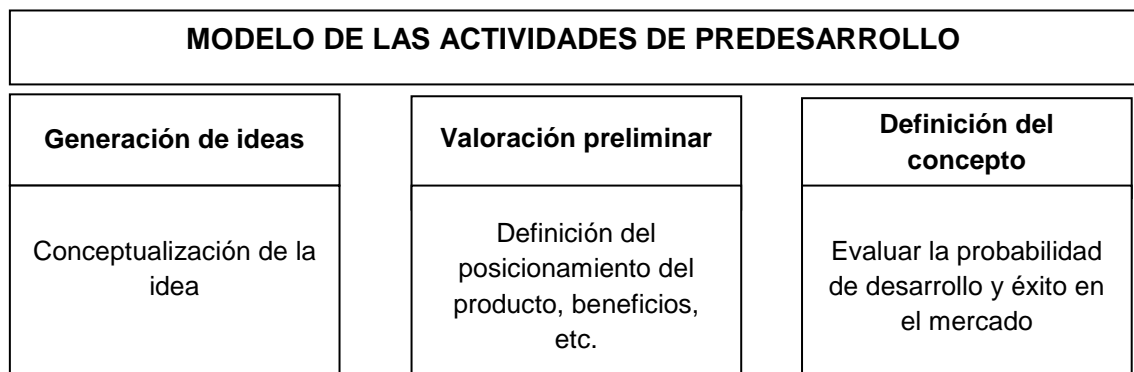 MODELO DE LAS ACTIVIDADES DE PREDESARROLLO
Generación de ideas
Conceptualización de la
idea
Valoración preliminar
Definición del
posicionamiento del
producto, beneficios,
etc.
Definición del
concepto
Evaluar la probabilidad
de desarrollo y éxito en
el mercado